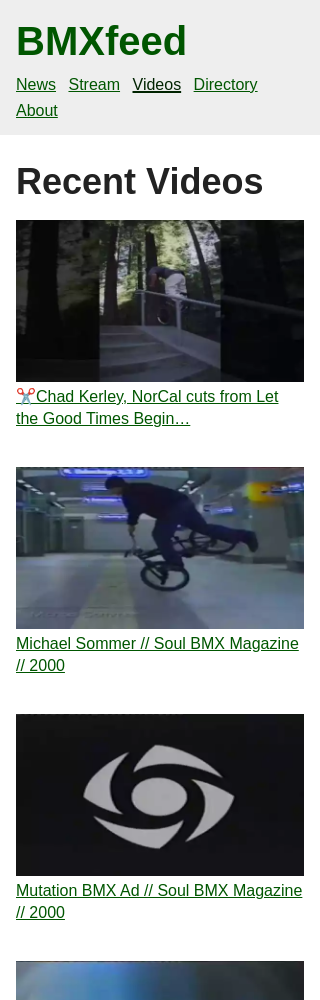 BMXfeed
News Stream Videos Directory
About
Recent Videos
✂️Chad Kerley, NorCal cuts from Let
the Good Times Begin…
Michael Sommer // Soul BMX Magazine
// 2000
Mutation BMX Ad // Soul BMX Magazine
// 2000